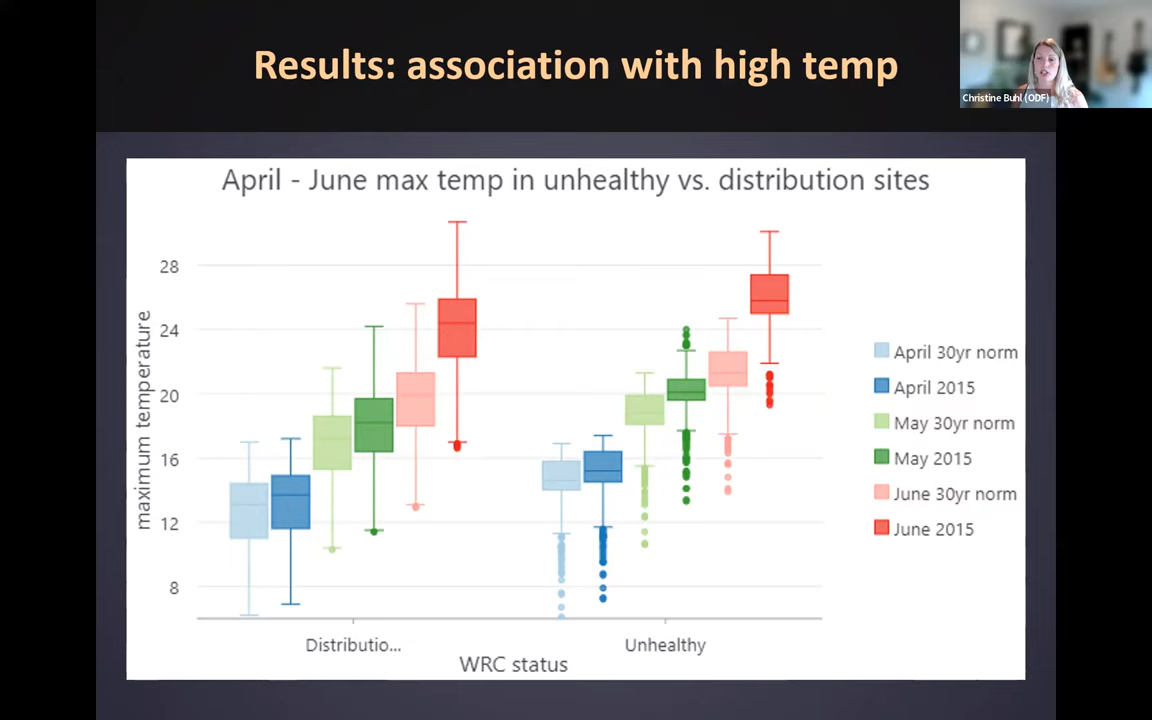 Results: association with high temp
Christine Buhl (ODF)
April - June max temp in unhealthy vs. distribution sites
maximum temperature
28
24
20
16
12
8
Distributio...
Unhealthy
WRC status
April 30yr norm
April 2015
May 30yr norm
May 2015
June 30yr norm
June 2015